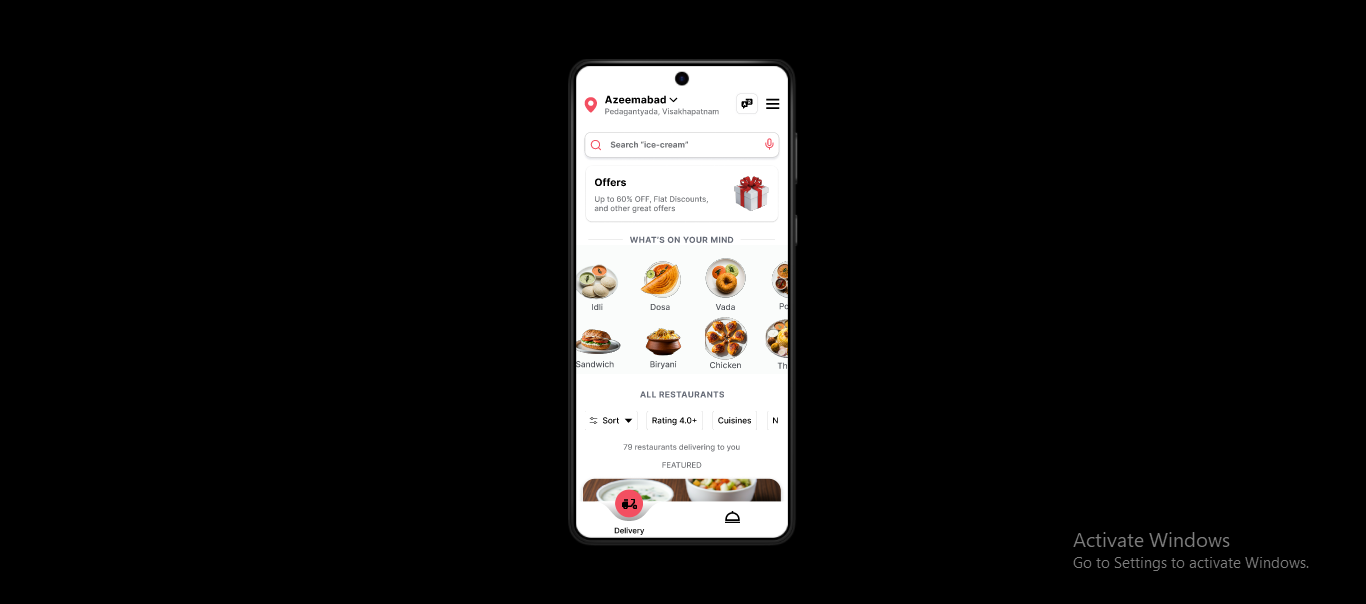 Azeemabad
Pedagantyada, Visakhapatnam
Search "ice-cream"
Offers
Up to 60% OFF, Flat Discounts,
and other great offers
WHAT'S ON YOUR MIND
Idli
Dosa
Vada
Po
Sandwich
Biryani
Chicken
Th
ALL RESTAURANTS
Sort
Rating 4.0+
Cuisines
N
79 restaurants delivering to you
FEATURED
Delivery
Activate Windows
Go to Settings to activate Windows.